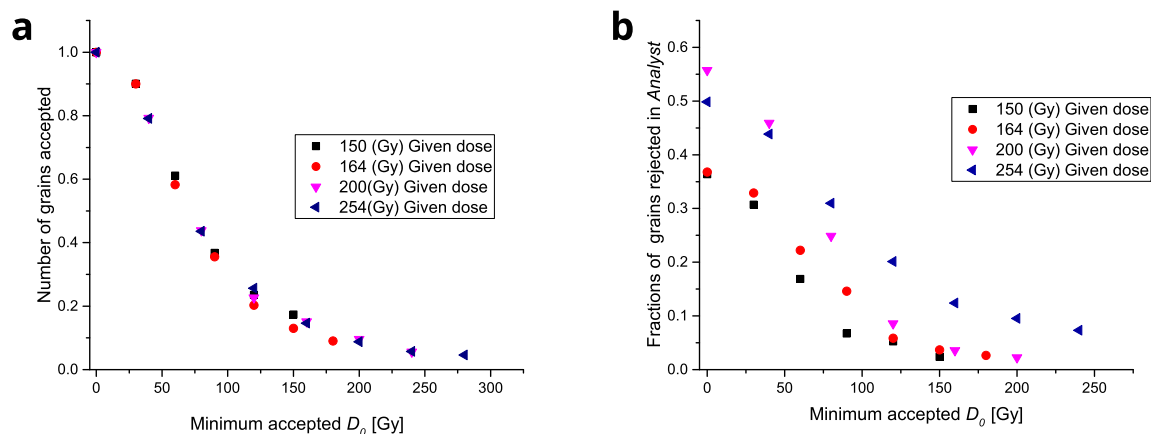 a
Number of grains accepted
1.0
0.8
0.6
0.4
0.2
0.0
0
50
100
150
200
250
300
Minimum accepted D0 [Gy]
150 (Gy) Given dose
164 (Gy) Given dose
200(Gy) Given dose
254(Gy) Given dose
b
Fractions of grains rejected in Analyst
0.6
0.5
0.4
0.3
0.2
0.1
0.0
0
50
100
150
200
250
Minimum accepted D0 [Gy]
150 (Gy) Given dose
164 (Gy) Given dose
200 (Gy) Given dose
254 (Gy) Given dose